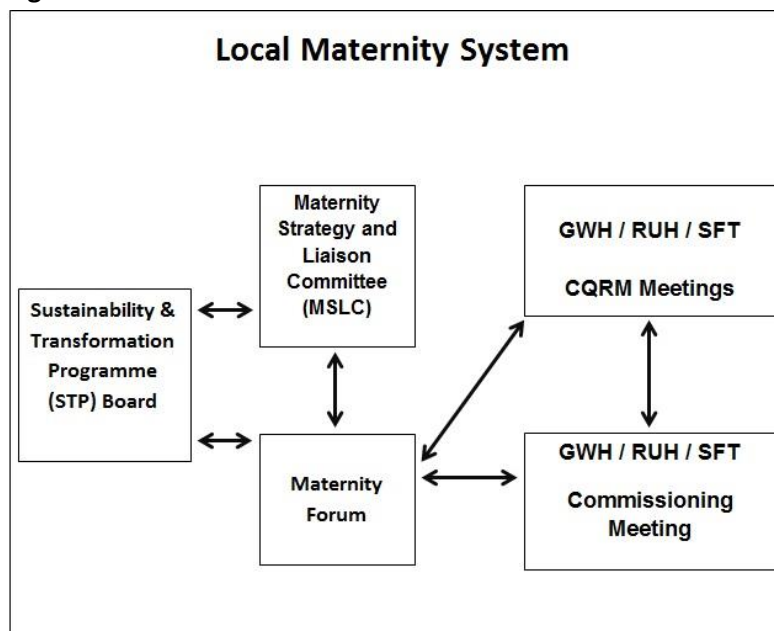 Local Maternity System
Maternity
Strategy and
Liaison
Committee
(MSLC)
GWH / RUH / SFT
CQRM Meetings
Sustainability &
Transformation
Programme
(STP) Board
Maternity
Forum
GWH / RUH / SFT
Commissioning
Meeting